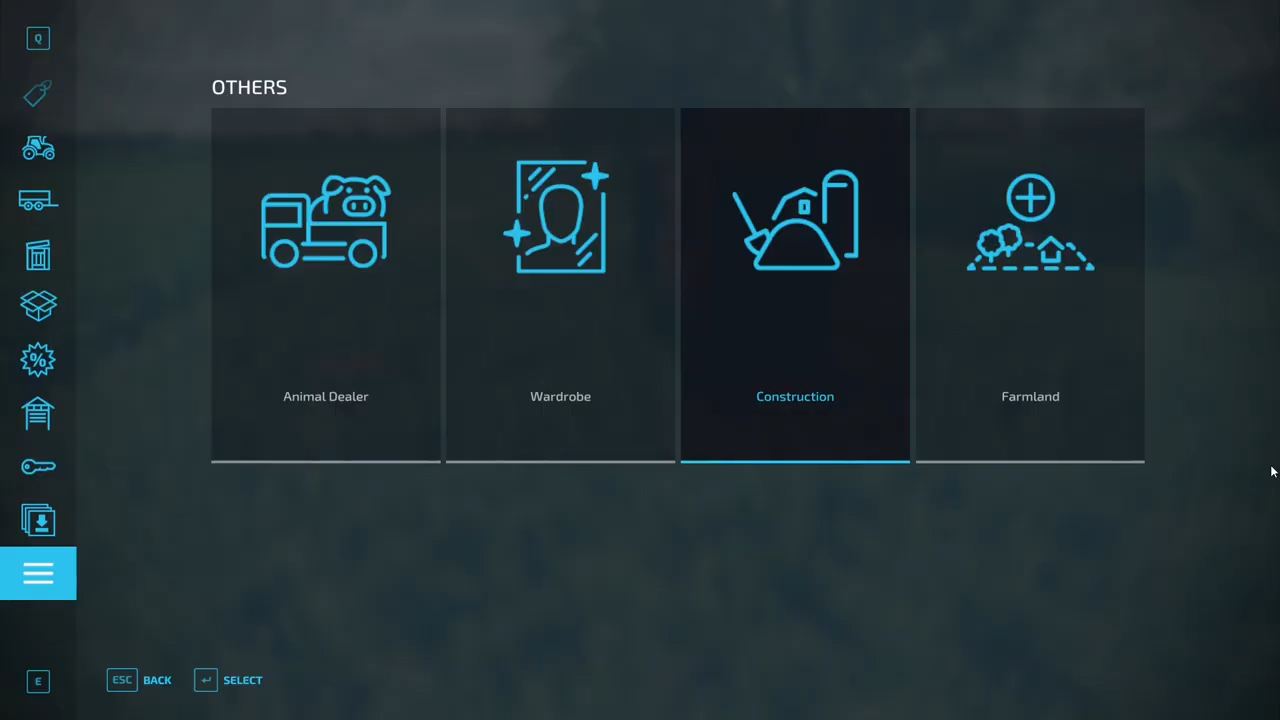 Q
OTHERS
Animal Dealer
Wardrobe
Construction
Farmland
%
E
ESC BACK
SELECT